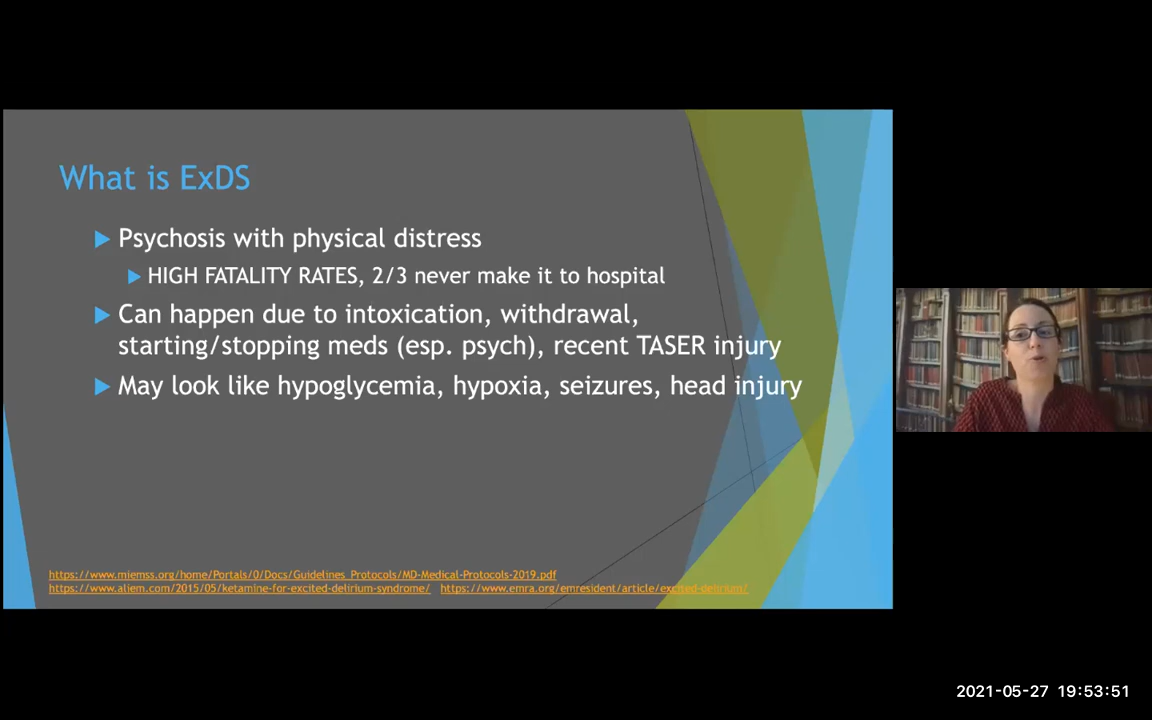 What is ExDS
Psychosis with physical distress
HIGH FATALITY RATES, 2/3 never make it to hospital
Can happen due to intoxication, withdrawal,
starting/stopping meds (esp. psych), recent TASER injury
May look like hypoglycemia, hypoxia, seizures, head injury
https://www.miemss.org/home/Portals/0/Docs/Guidelines_Protocols/MD-Medical-Protocols-2019.pdf
https://www.aliem.com/2015/05/ketamine-for-excited-delirium-syndrome/ https://www.emra.org/emresident/article/excited-delirium/
2021-05-27 19:53:51